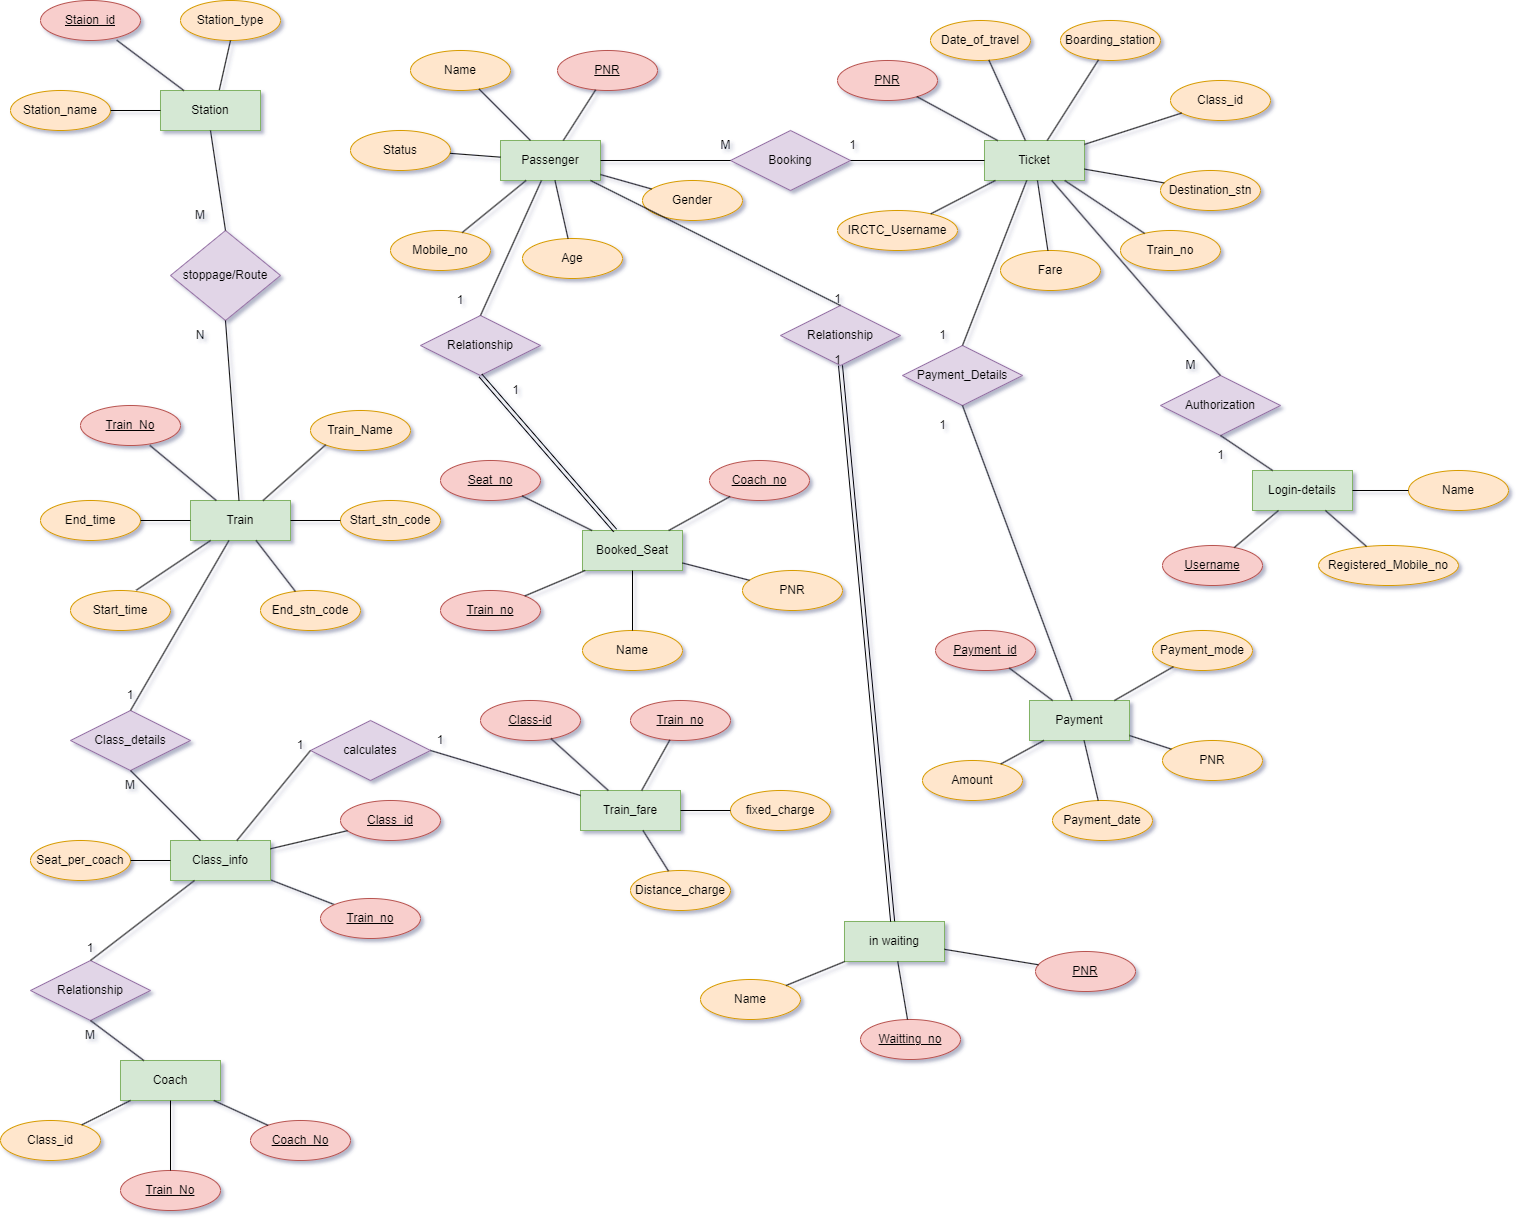 Staion_id
Station_type
Station_name
Station
M
stoppage/Route
N
Name
PNR
Status
Passenger
Gender
Mobile_no
Age
M
Booking
1
Date_of_travel
Boarding_station
PNR
Class_id
Ticket
Destination_stn
IRCTC_Username
Train_no
Fare
1
Relationship
1
1
Relationship
1
1
Payment_Details
1
M
Authorization
1
Train_No
Train_Name
End_time
Train
Start_stn_code
Start_time
End_stn_code
Seat_no
Coach_no
Booked_Seat
PNR
Train_no
Name
Login-details
Name
Username
Registered_Mobile_no
Payment_id
Payment_mode
Payment
PNR
Amount
Payment_date
1
Class_details
M
1
calculates
1
Class-id
Train_no
Train_fare
fixed_charge
Distance_charge
Class_id
Seat_per_coach
Class_info
Train_no
1
Relationship
M
in waiting
PNR
Name
Waitting_no
Coach
Class_id
Coach_No
Train_No